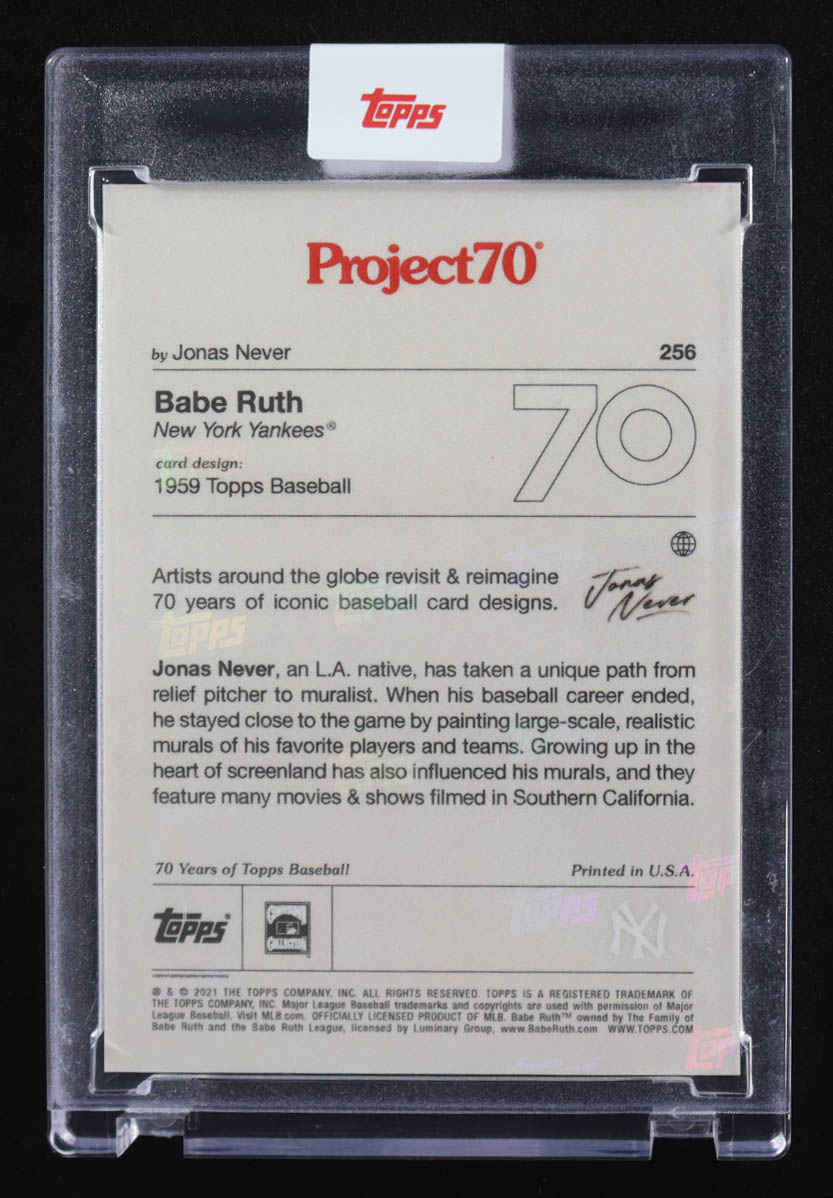 TOPPS
Project70®
by Jonas Never 256
Babe Ruth
New York Yankees®
card design:
1959 Topps Baseball
70
Artists around the globe revisit & reimagine
70 years of iconic baseball card designs.
Jonas
Never
TOPPS
Jonas Never, an L.A. native, has taken a unique path from
relief pitcher to muralist. When his baseball career ended,
he stayed close to the game by painting large-scale, realistic
murals of his favorite players and teams. Growing up in the
heart of screenland has also influenced his murals, and they
feature many movies & shows filmed in Southern California.
70 Years of Topps Baseball Printed in U.S.A.
TOPPS
TOPPS COOPERSTOWN COLLECTION TOPPS NY
® & © 2021 THE TOPPS COMPANY, INC. ALL RIGHTS RESERVED. TOPPS IS A REGISTERED TRADEMARK OF
THE TOPPS COMPANY, INC. Major League Baseball trademarks and copyrights are used with permission of Major
League Baseball. Visit MLB.com. OFFICIALLY LICENSED PRODUCT OF MLB. Babe Ruth™ owned by The Family of
Babe Ruth and the Babe Ruth League, licensed by Luminary Group, www.BabeRuth.com WWW.TOPPS.COM